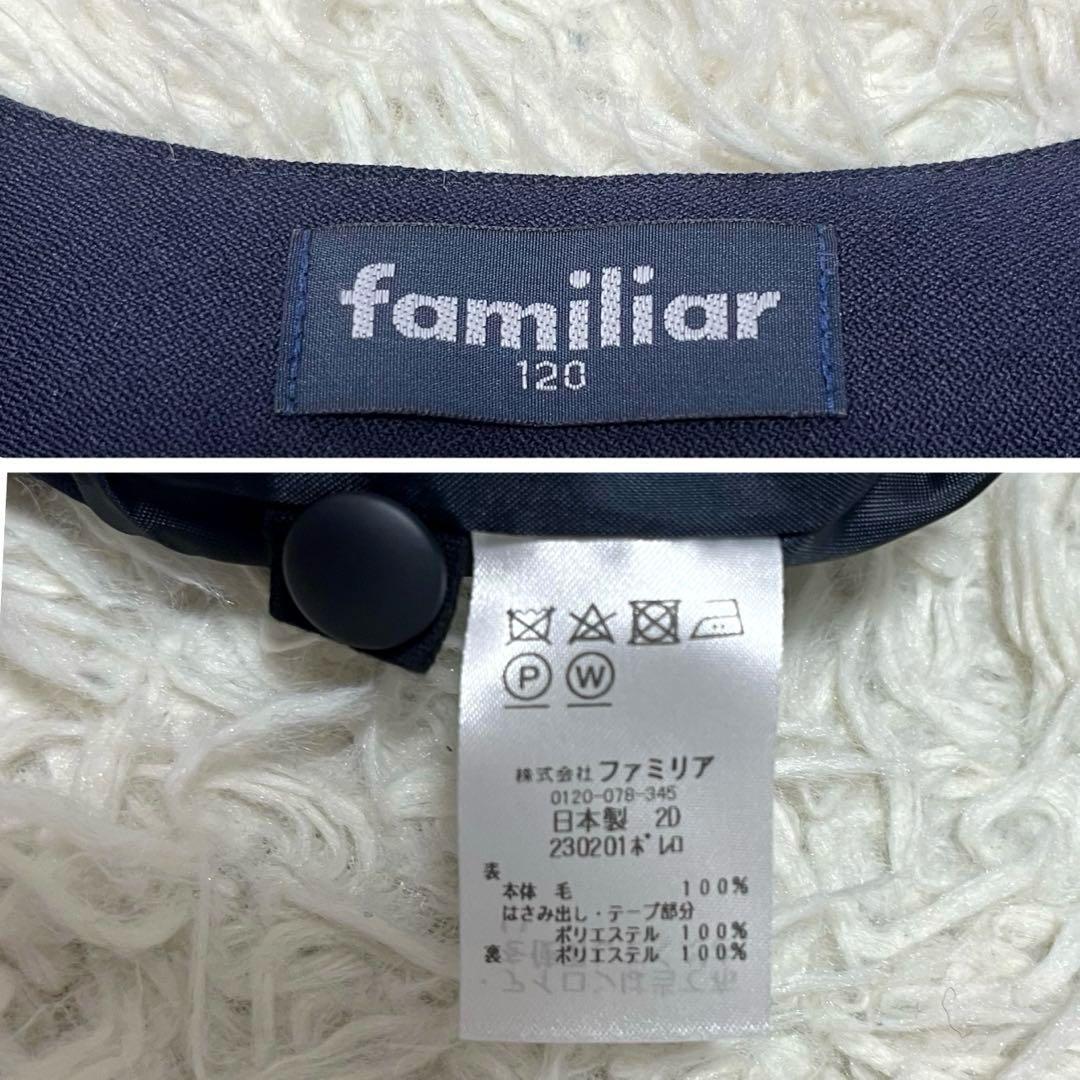 familiar
120
P W
株式会社 ファミリア
0120-078-345
日本製 2D
230201ﾎﾞﾚﾛ
表
本体 毛 100%
はさみ出し・テープ部分
ポリエステル 100%
裏 ポリエステル 100%